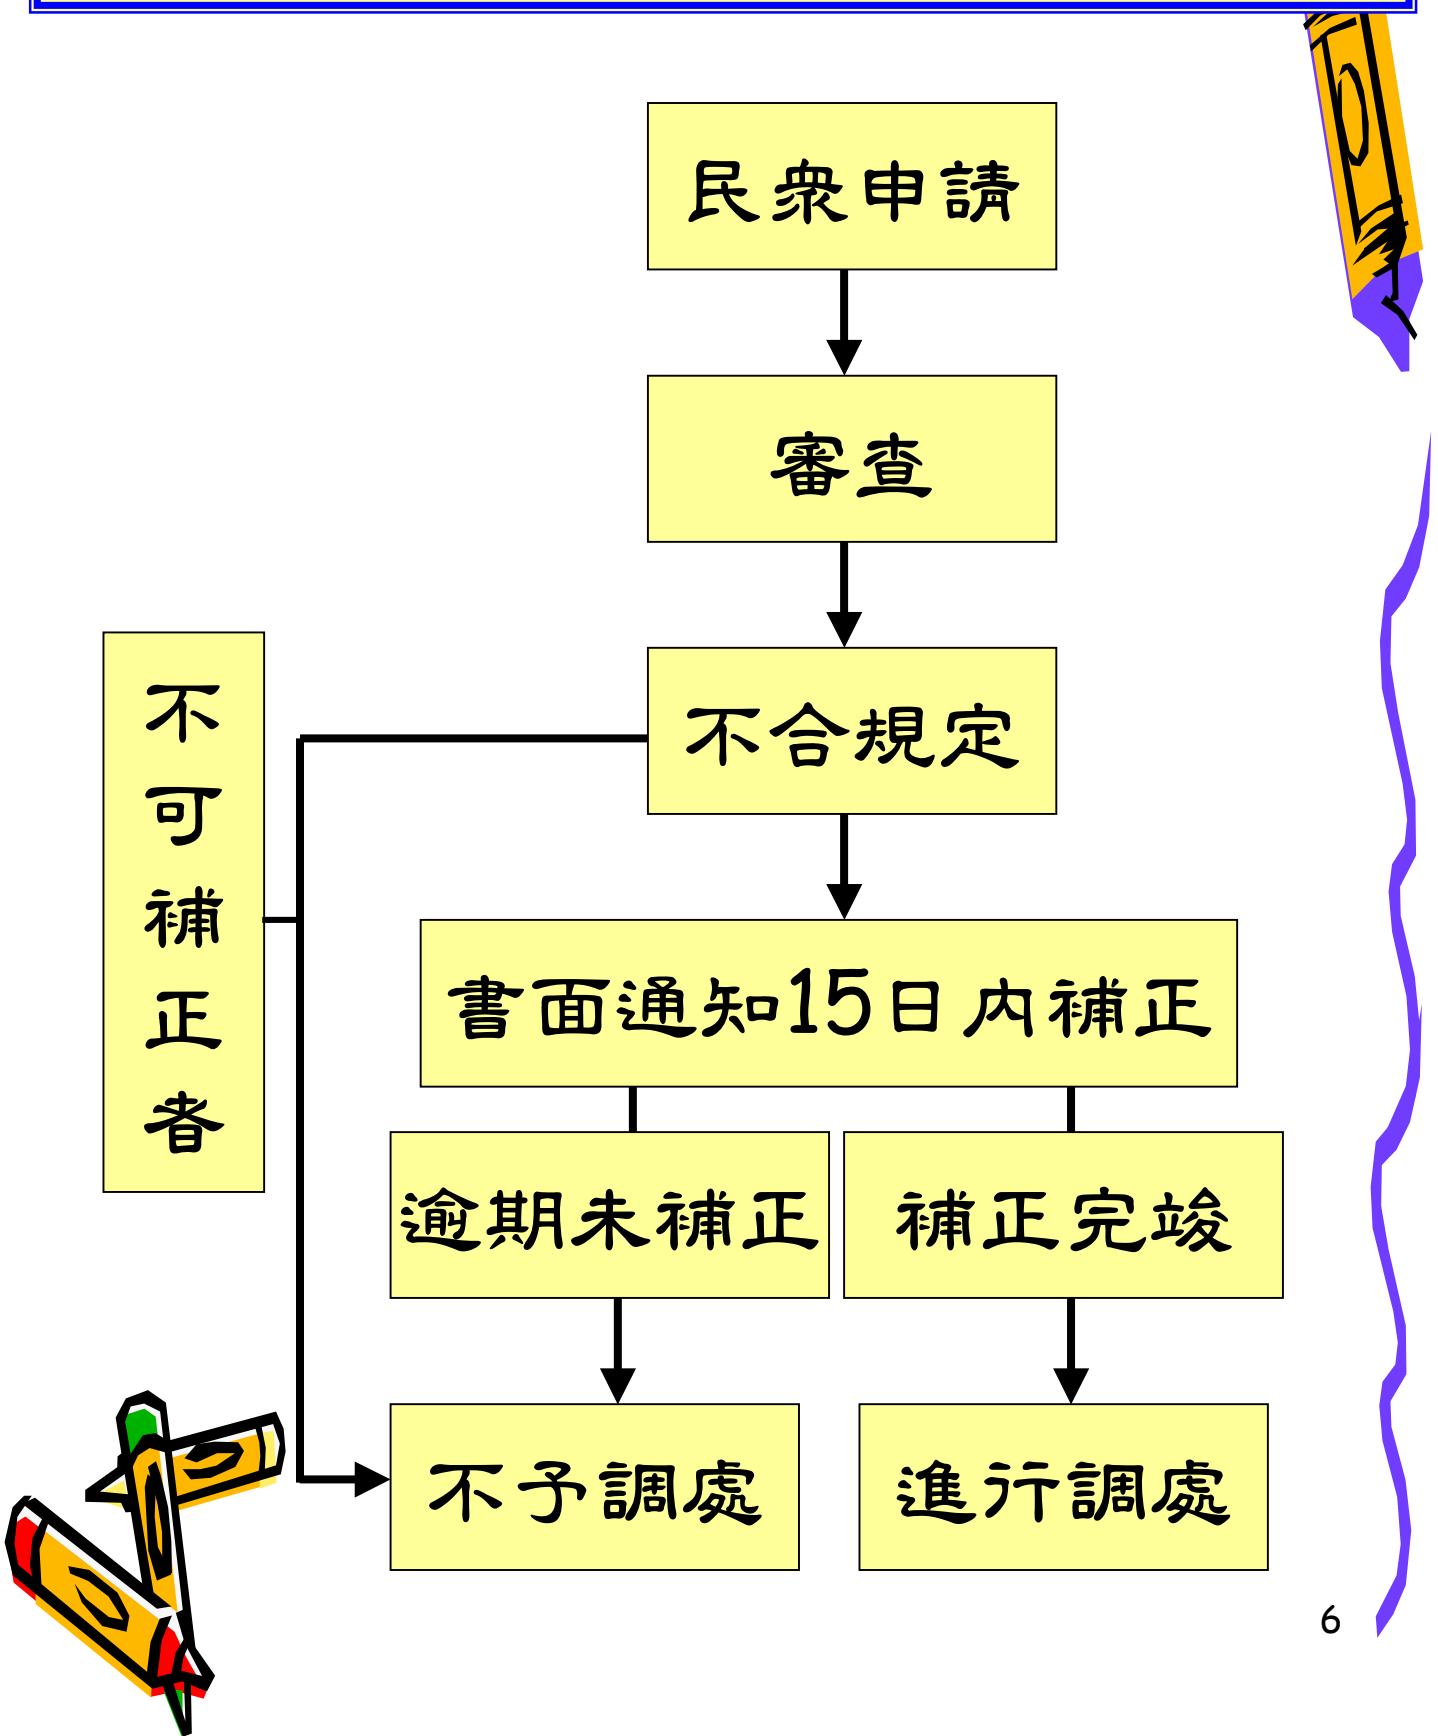 民衆申請
審查
不合規定
不
可
補
正
者
書面通知15日內補正
逾期未補正
補正完竣
不予調處
進行調處
6